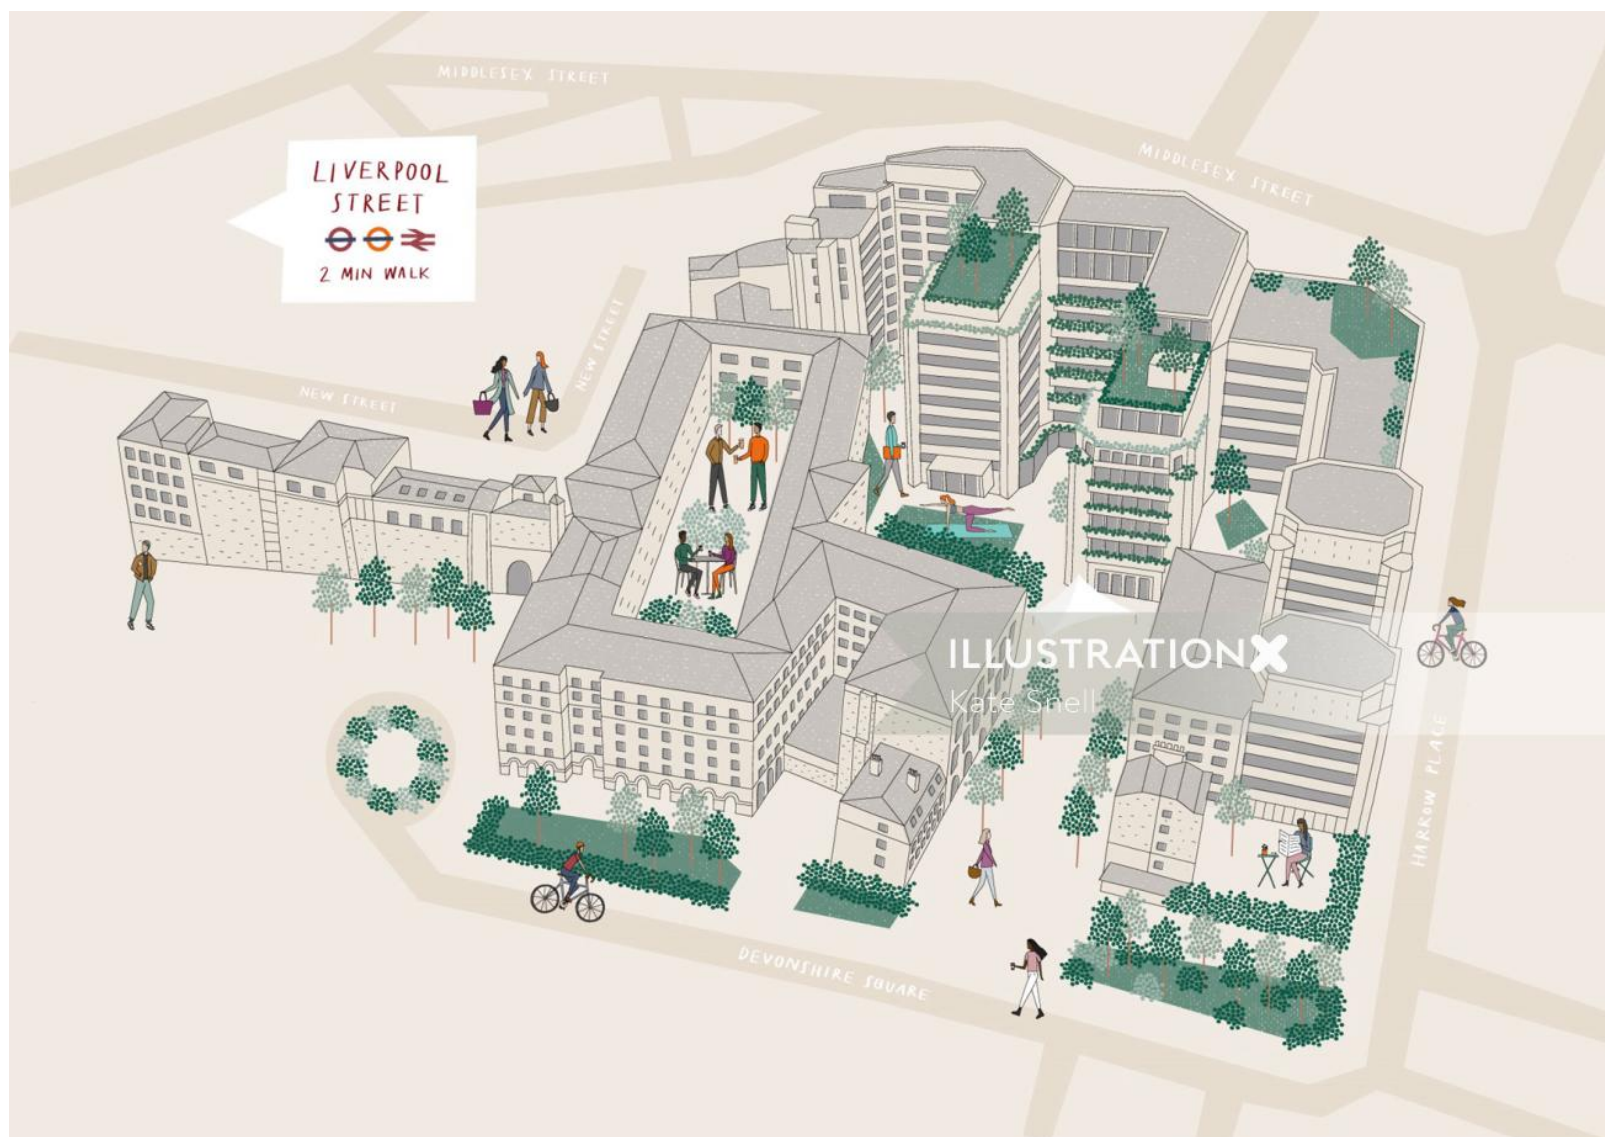 MIDDLESEX STREET
MIDDLESEX STREET
LIVERPOOL
STREET
2 MIN WALK
NEW STREET
NEW STREET
ILLUSTRATIONX
Kate Snell
HARROW PLACE
DEVONSHIRE SQUARE